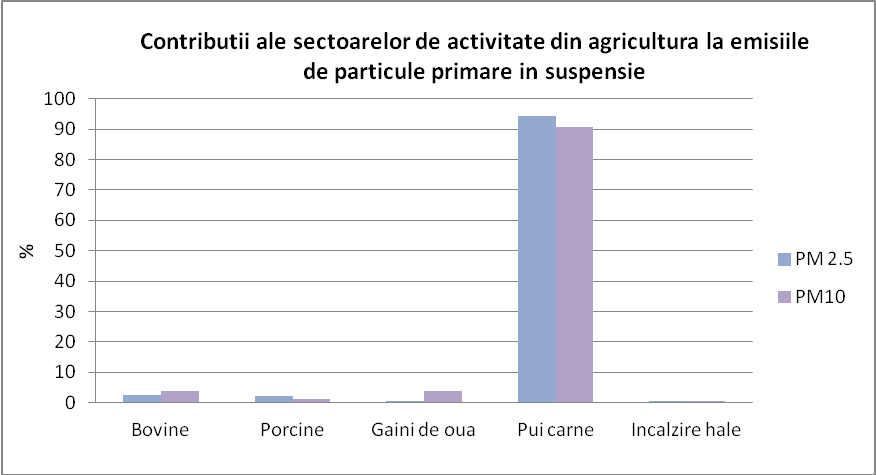 Contributii ale sectoarelor de activitate din agricultura la emisiile
de particule primare in suspensie
100
90
80
70
60
50
40
30
20
10
0
%
Bovine
Porcine
Gaini de oua
Pui carne
Incalzire hale
PM 2.5
PM10